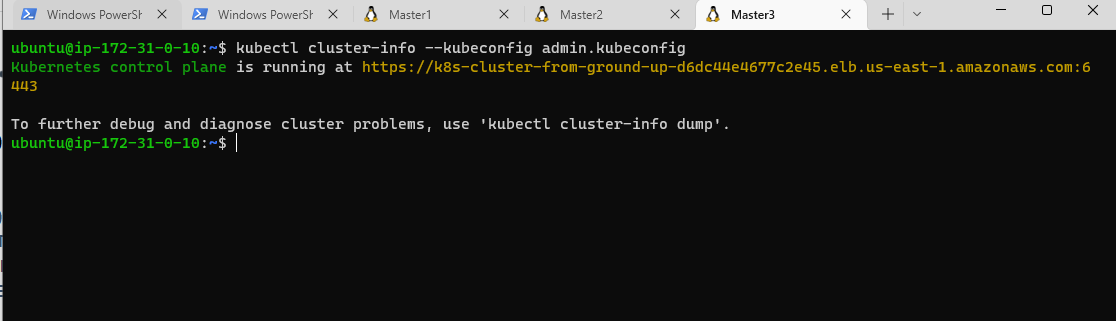 Windows PowerSh
Windows PowerSh
Master1
Master2
Master3
ubuntu@ip-172-31-0-10:~$ kubectl cluster-info --kubeconfig admin.kubeconfig
Kubernetes control plane is running at https://k8s-cluster-from-ground-up-d6dc44e4677c2e45.elb.us-east-1.amazonaws.com:6
443
To further debug and diagnose cluster problems, use 'kubectl cluster-info dump'.
ubuntu@ip-172-31-0-10:~$